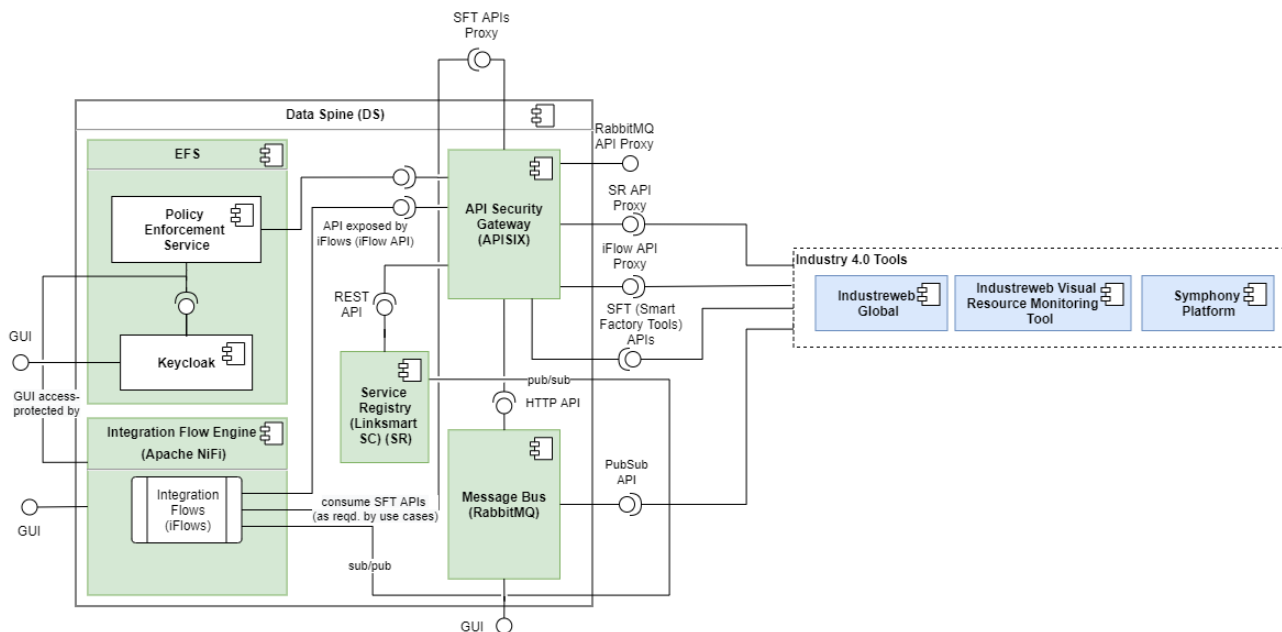 SFT APIs
Proxy
Data Spine (DS)
EFS
Policy
Enforcement
Service
Keycloak
GUI
GUI access-
protected by
Integration Flow Engine
(Apache NiFi)
Integration
Flows
(iFlows)
GUI
API exposed by
iFlows (iFlow API)
REST
API
Service
Registry
(Linksmart
SC) (SR)
consume SFT APIs
(as reqd. by use cases)
sub/pub
API Security
Gateway
(APISIX)
pub/sub
HTTP API
Message Bus
(RabbitMQ)
GUI
RabbitMQ
API Proxy
SR API
Proxy
iFlow API
Proxy
SFT (Smart
Factory Tools)
APIs
PubSub
API
Industry 4.0 Tools
Industreweb
Global
Industreweb Visual
Resource Monitoring
Tool
Symphony
Platform